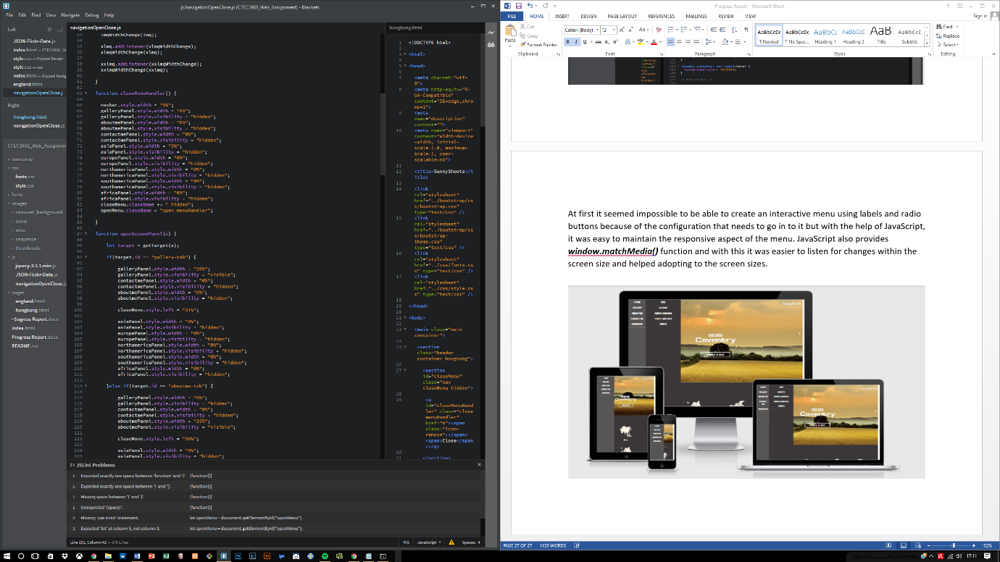 js/navigationOpenClose.js (CTEC3905_Web_Assignment) - Brackets
File Edit Find View Navigate Debug Help
Left
JSON-Flickr-Data.js
index.html — CTEC3905_W
style.css — Dipped Design
style.css — css
index.html — Dipped Design
england.html
navigationOpenClose.j
Right
hongkong.html
navigationOpenClose.js
CTEC3905_Web_Assignmer
bootstrap
css
fonts.css
style.css
fonts
images
carousel_background
icons
misc
sequence
thumbnails
js
jquery-3.1.1.min.js
JSON-Flickr-Data.js
navigationOpenClose.js
pages
england.html
hongkong.html
~$ogress Report.docx
index.html
Progress Report.docx
README.md
navigationOpenClose.js
53 lmqWidthChange(lmq);
54
55 xlmq.addListener(xlmqWidthChange);
56 xlmqWidthChange(xlmq);
57
58 xxlmq.addListener(xxlmqWidthChange);
59 xxlmqWidthChange(xxlmq);
60
61 }
62
63 function closeMenuHandler() {
64
65 navbar.style.width = "0%";
66 galleryPanel.style.width = "0%";
67 galleryPanel.style.visibility = "hidden";
68 aboutmePanel.style.width = "0%";
69 aboutmePanel.style.visibility = "hidden";
70 contactmePanel.style.width = "0%";
71 contactmePanel.style.visibility = "hidden";
72 asiaPanel.style.width = "0%";
73 asiaPanel.style.visibility = "hidden";
74 europePanel.style.width = "0%";
75 europePanel.style.visibility = "hidden";
76 northamericaPanel.style.width = "0%";
77 northamericaPanel.style.visibility = "hidden";
78 southamericaPanel.style.width = "0%";
79 southamericaPanel.style.visibility = "hidden";
80 africaPanel.style.width = "0%";
81 africaPanel.style.visibility = "hidden";
82 closeMenu.className += " hidden";
83 openMenu.className = "open menuHandler";
84
85 }
86
87 function openSecondPanel(e) {
88
89 let target = getTarget(e);
90
91 if(target.id == "gallery-tab") {
92
93 galleryPanel.style.width = "20%";
94 galleryPanel.style.visibility = "visible";
95 contactmePanel.style.width = "0%";
96 contactmePanel.style.visibility = "hidden";
97 aboutmePanel.style.width = "0%";
98 aboutmePanel.style.visibility = "hidden";
99
100 closeMove.style.left = "31%";
101
102 asiaPanel.style.width = "0%";
103 asiaPanel.style.visibility = "hidden";
104 europePanel.style.width = "0%";
105 europePanel.style.visibility = "hidden";
106 northamericaPanel.style.width = "0%";
107 northamericaPanel.style.visibility = "hidden";
108 southamericaPanel.style.width = "0%";
109 southamericaPanel.style.visibility = "hidden";
110 africaPanel.style.width = "0%";
111 africaPanel.style.visibility = "hidden";
112
113 }else if(target.id == "aboutme-tab") {
114
115 galleryPanel.style.width = "0%";
116 galleryPanel.style.visibility = "hidden";
117 contactmePanel.style.width = "0%";
118 contactmePanel.style.visibility = "hidden";
119 aboutmePanel.style.width = "25%";
120 aboutmePanel.style.visibility = "visible";
121
122 closeMove.style.left = "36%";
123
124 asiaPanel.style.width = "0%";
125 asiaPanel.style.visibility = "hidden";
hongkong.html
1 <!DOCTYPE html>
2
3 <html>
4
5 <head>
6
7 <meta charset="utf-
8">
8 <meta http-equiv="X-
UA-Compatible"
content="IE=edge,chro
me=1">
9 <meta
name="description"
content="">
10 <meta name="viewport"
content="width=device
-width, initial-
scale=1.0, maximum-
scale=1, user-
scalable=no">
11
12 <title>SunnyShoots</t
itle>
13
14 <link
rel="stylesheet"
href="../bootstrap/cs
s/bootstrap.css"
type="text/css" />
15 <link
rel="stylesheet"
href="../bootstrap/cs
s/bootstrap-
theme.css"
type="text/css" />
16 <link
rel="stylesheet"
href="../css/fonts.cs
s" type="text/css" />
17 <link
rel="stylesheet"
href="../css/style.cs
s" type="text/css" />
18
19 </head>
20
21 <body>
22
23 <main class="main
container">
24
25 <section
class="header
container hongkong">
26
27 <section
id="closeMenu"
class="nav
closeMenu hidden">
28
29 <a
id="closeMenuHand
ler" class="close
menuHandler"
href="#"><span
class="icon-
remove"></span>
<span>Close</span
></a>
30
31 </section>
7+ JSLint Problems
1 Expected exactly one space between 'function' and '('. (function(){
1 Expected exactly one space between ')' and '{'. (function(){
1 Missing space between ')' and '{'. (function(){
1 Unexpected '(space)'. (function(){
3 Missing 'use strict' statement. let openMenu = document.getElementById("openMenu");
3 Expected 'let' at column 5, not column 3. let openMenu = document.getElementById("openMenu");
Line 231, Column 42 — 376 Lines
INS JavaScript Spaces: 4
Progress Report - Microsoft Word
FILE HOME INSERT DESIGN PAGE LAYOUT REFERENCES MAILINGS REVIEW VIEW
Sign in
Paste
Cut
Copy
Format Painter
Clipboard
Calibri (Body) 12
Font
Paragraph
AaBbCcDc AaBbCcDc AaBbCc AaBbCcD AaB AaBbCcD
¶ Normal ¶ No Spac... Heading 1 Heading 2 Title Subtitle
Styles
Find
Replace
Select
Editing
At first it seemed impossible to be able to create an interactive menu using labels and radio
buttons because of the configuration that needs to go in to it but with the help of JavaScript,
it was easy to maintain the responsive aspect of the menu. JavaScript also provides
window.matchMedia() function and with this it was easier to listen for changes within the
screen size and helped adopting to the screen sizes.
Coventry
Coventry
Coventry
PAGE 27 OF 27 1133 WORDS
152%
17:11